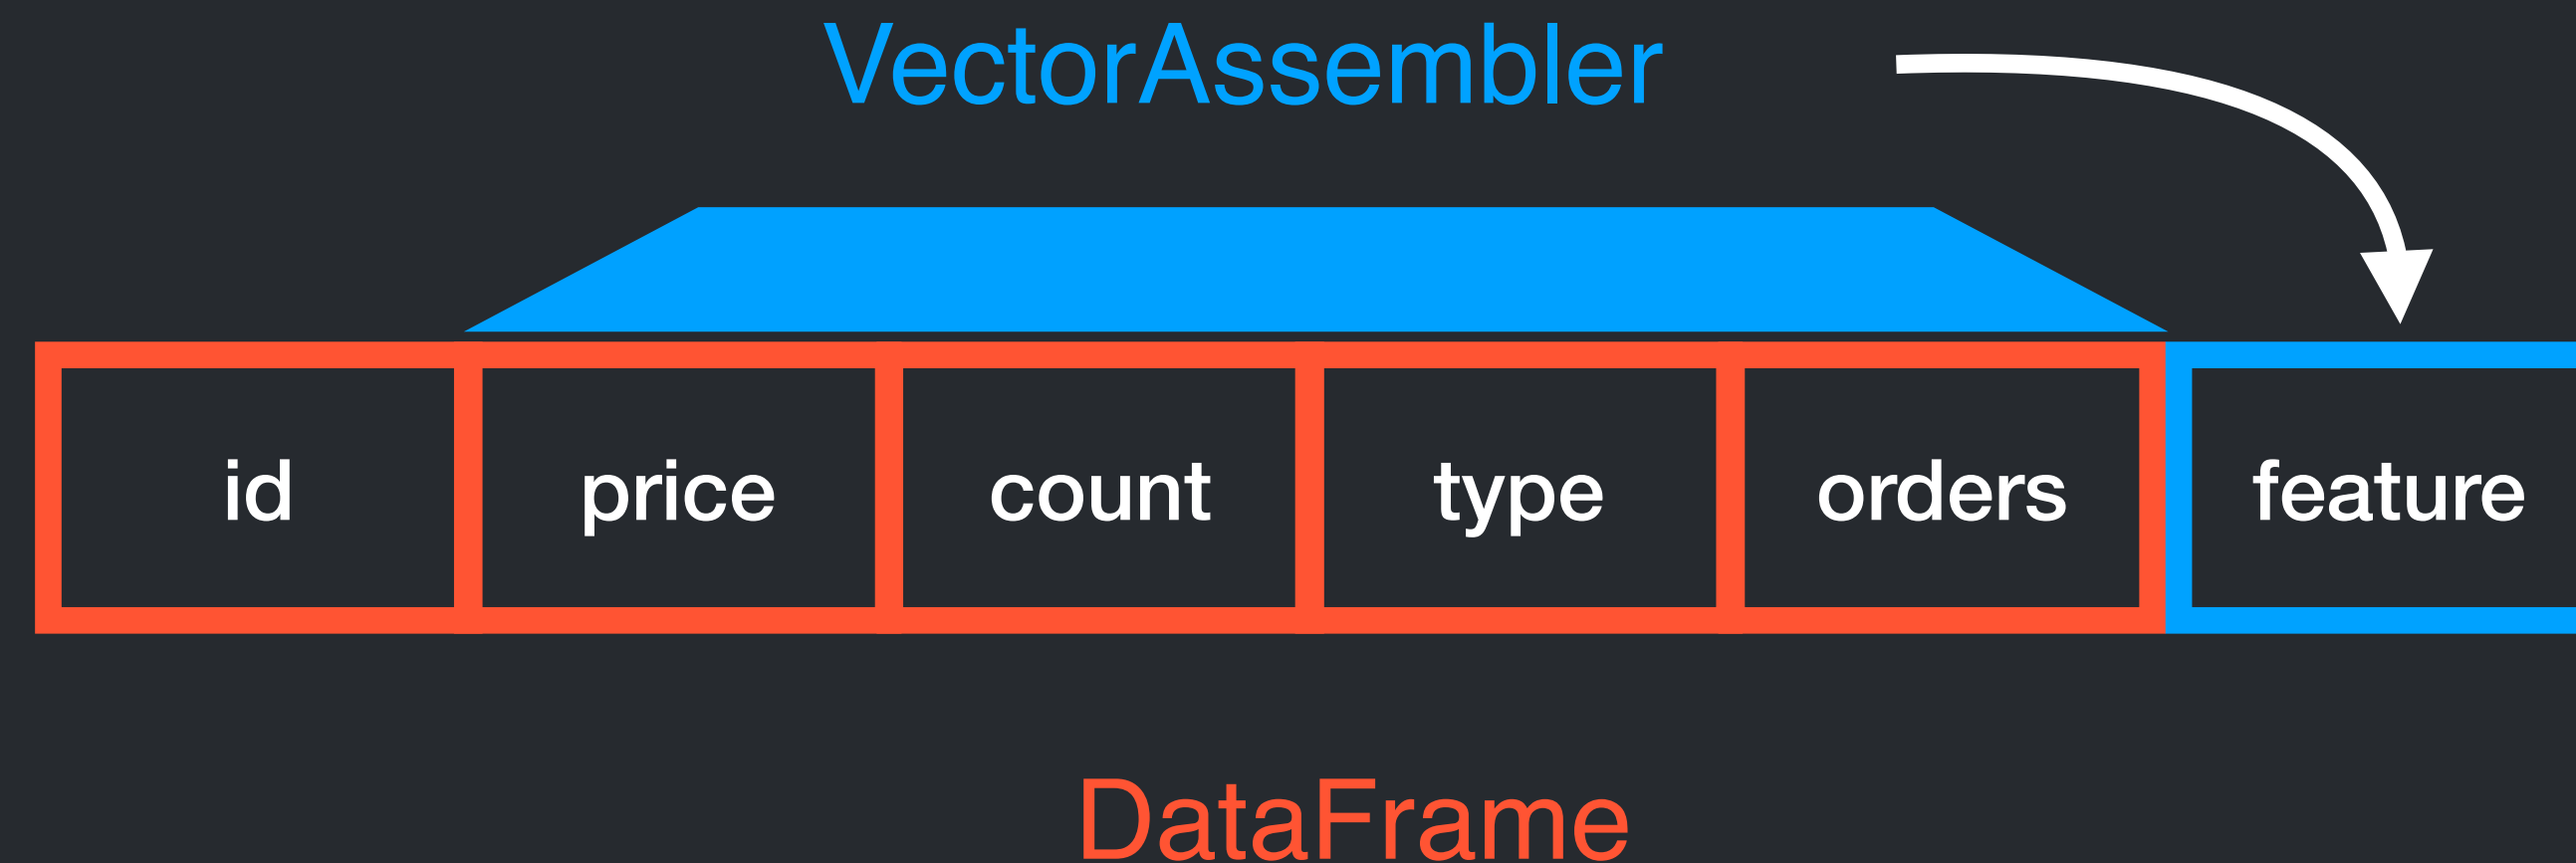 VectorAssembler
id price count type orders feature
DataFrame